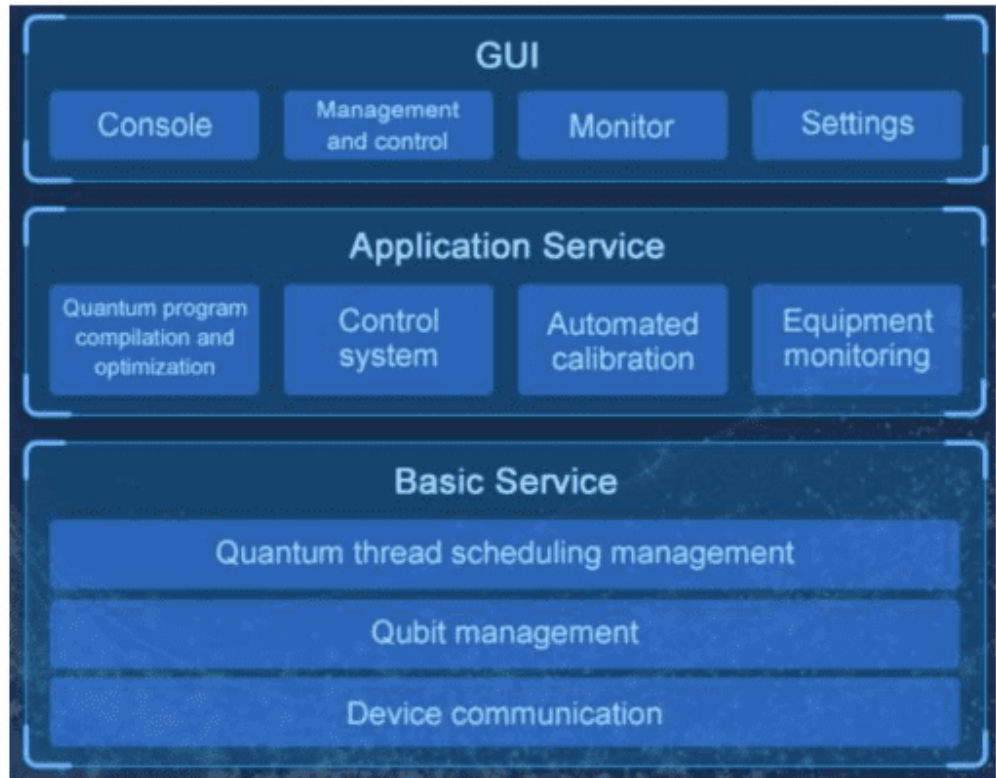 GUI
Console
Management
and control
Monitor
Settings
Application Service
Quantum program
compilation and
optimization
Control
system
Automated
calibration
Equipment
monitoring
Basic Service
Quantum thread scheduling management
Qubit management
Device communication